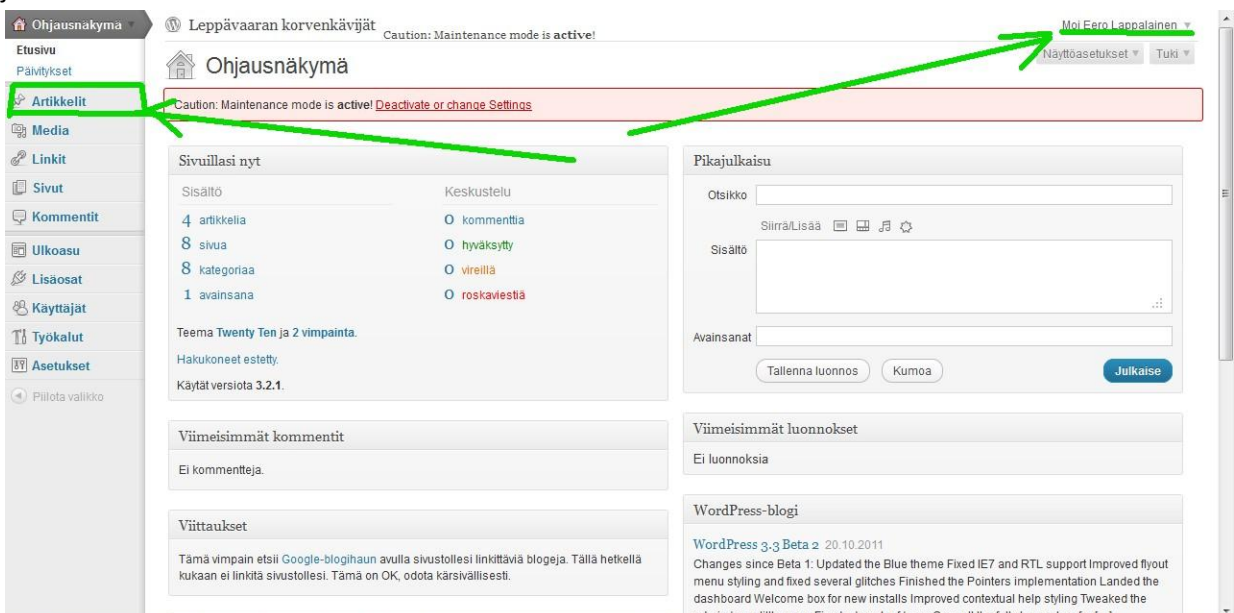 Ohjausnäkymä
Leppävaaran korvenkävijät
Caution: Maintenance mode is active!
Moi Eero Lappalainen
Etusivu
Päivitykset
Artikkelit
Media
Linkit
Sivut
Kommentit
Ulkoasu
Lisäosat
Käyttäjät
Työkalut
Asetukset
Piilota valikko
Näyttöasetukset
Tuki
Ohjausnäkymä
Caution: Maintenance mode is active! Deactivate or change Settings
Sivuillasi nyt
Sisältö Keskustelu
4 artikkelia 0 kommenttia
8 sivua 0 hyväksytty
8 kategoriaa 0 vireillä
1 avainsana 0 roskaviestiä
Teema Twenty Ten ja 2 vimpainta.
Hakukoneet estetty.
Käytät versiota 3.2.1.
Viimeisimmät kommentit
Ei kommentteja.
Viittaukset
Tämä vimpain etsii Google-blogihaun avulla sivustollesi linkittäviä blogeja. Tällä hetkellä
kukaan ei linkitä sivustollesi. Tämä on OK, odota kärsivällisesti.
Pikajulkaisu
Otsikko
Siirrä/Lisää
Sisältö
Avainsanat
Tallenna luonnos Kumoa Julkaise
Viimeisimmät luonnokset
Ei luonnoksia
WordPress-blogi
WordPress 3.3 Beta 2 20.10.2011
Changes since Beta 1: Updated the Blue theme Fixed IE7 and RTL support Improved flyout
menu styling and fixed several glitches Finished the Pointers implementation Landed the
dashboard Welcome box for new installs Improved contextual help styling Tweaked the